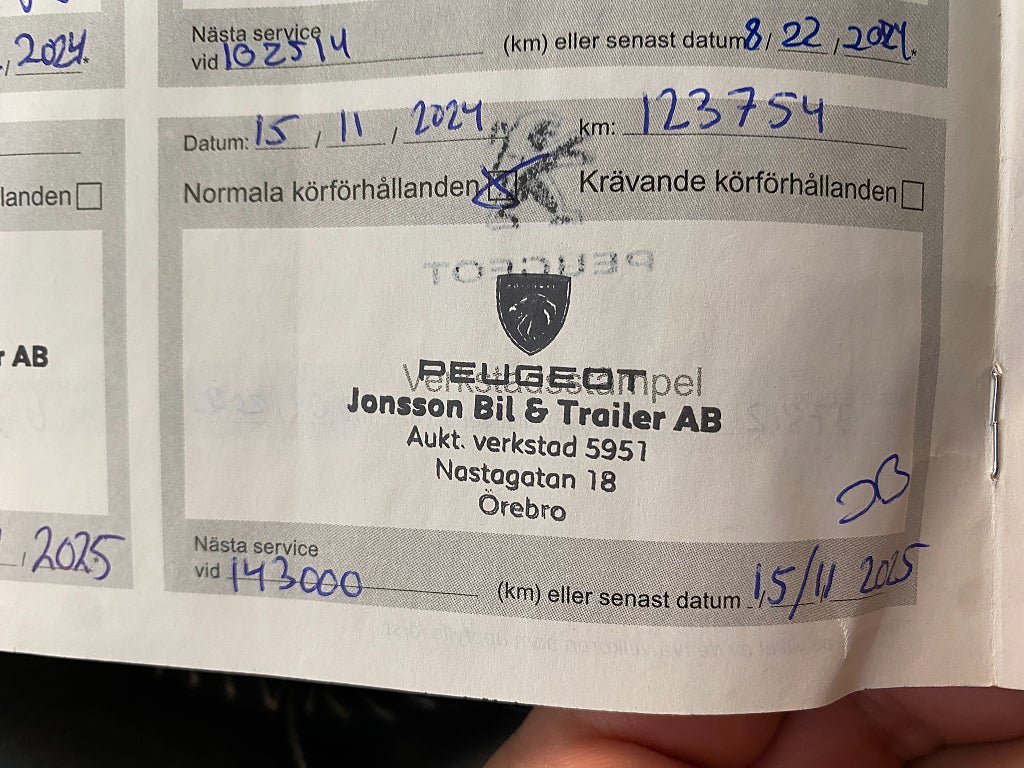 2024.
Nästa service
vid 102514 (km) eller senast datum 8/22,2024.
Datum: 15 / 11 , 2024 km: 123754
llanden
Normala körförhållanden Krävande körförhållanden
PEUGEOT
PEUGEOT
Verkstadsstämpel
r AB
Jonsson Bil & Trailer AB
Aukt. verkstad 5951
Nastagatan 18
Örebro
JB
, 2025
Nästa service
vid 143000 (km) eller senast datum 15/11 2025